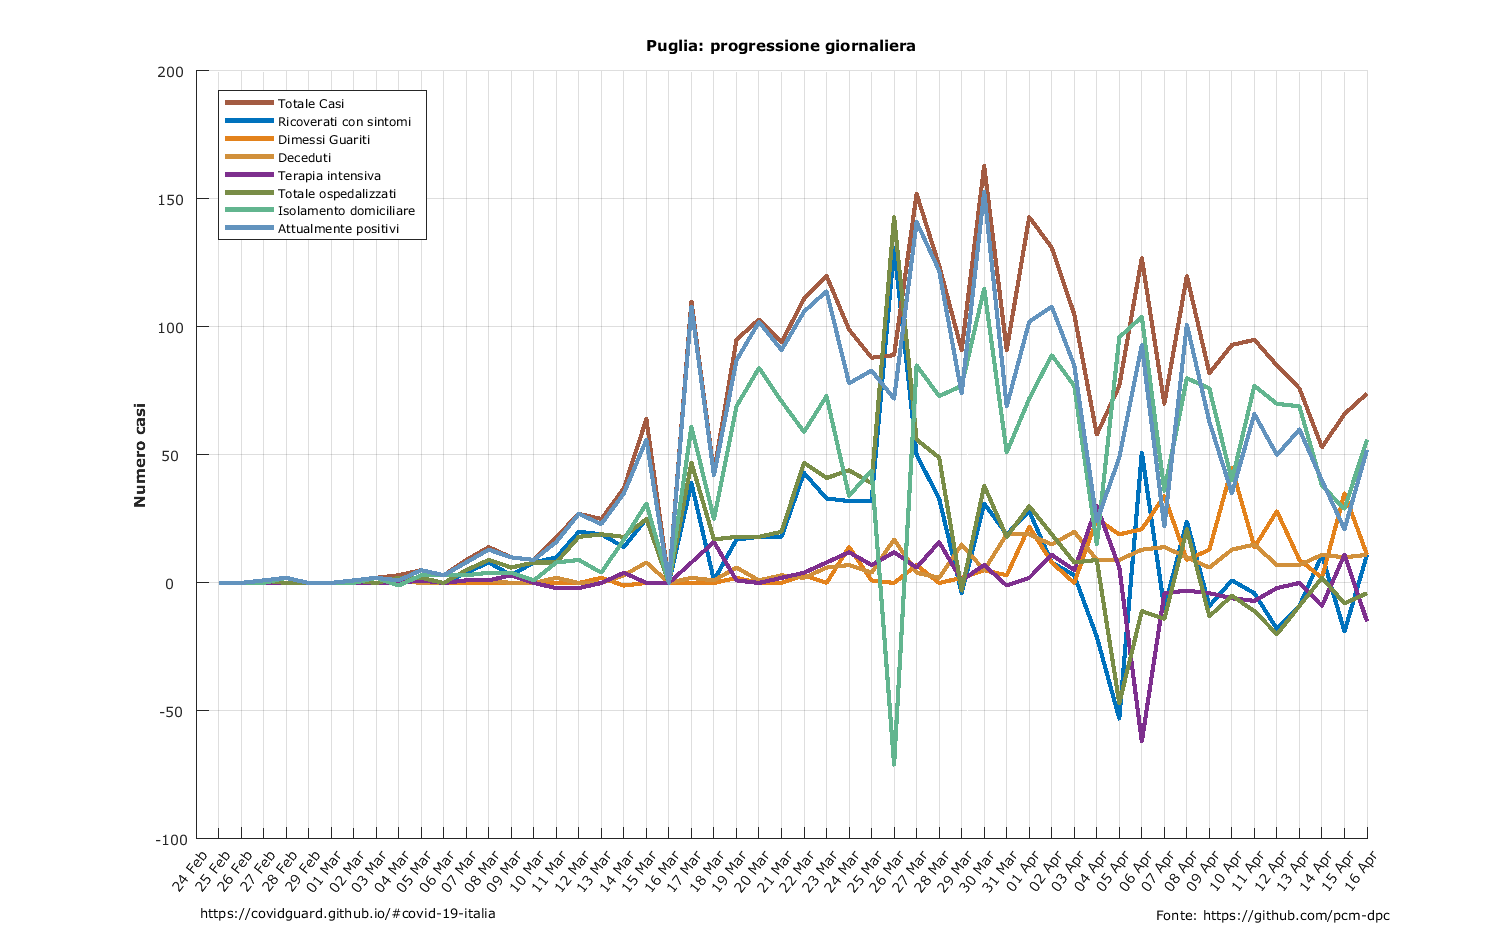 Puglia: progressione giornaliera
200
150
100
50
0
-50
-100
Numero casi
Totale Casi
Ricoverati con sintomi
Dimessi Guariti
Deceduti
Terapia intensiva
Totale ospedalizzati
Isolamento domiciliare
Attualmente positivi
24 Feb
25 Feb
26 Feb
27 Feb
28 Feb
29 Feb
01 Mar
02 Mar
03 Mar
04 Mar
05 Mar
06 Mar
07 Mar
08 Mar
09 Mar
10 Mar
11 Mar
12 Mar
13 Mar
14 Mar
15 Mar
16 Mar
17 Mar
18 Mar
19 Mar
20 Mar
21 Mar
22 Mar
23 Mar
24 Mar
25 Mar
26 Mar
27 Mar
28 Mar
29 Mar
30 Mar
31 Mar
01 Apr
02 Apr
03 Apr
04 Apr
05 Apr
06 Apr
07 Apr
08 Apr
09 Apr
10 Apr
11 Apr
12 Apr
13 Apr
14 Apr
15 Apr
16 Apr
https://covidguard.github.io/#covid-19-italia
Fonte: https://github.com/pcm-dpc